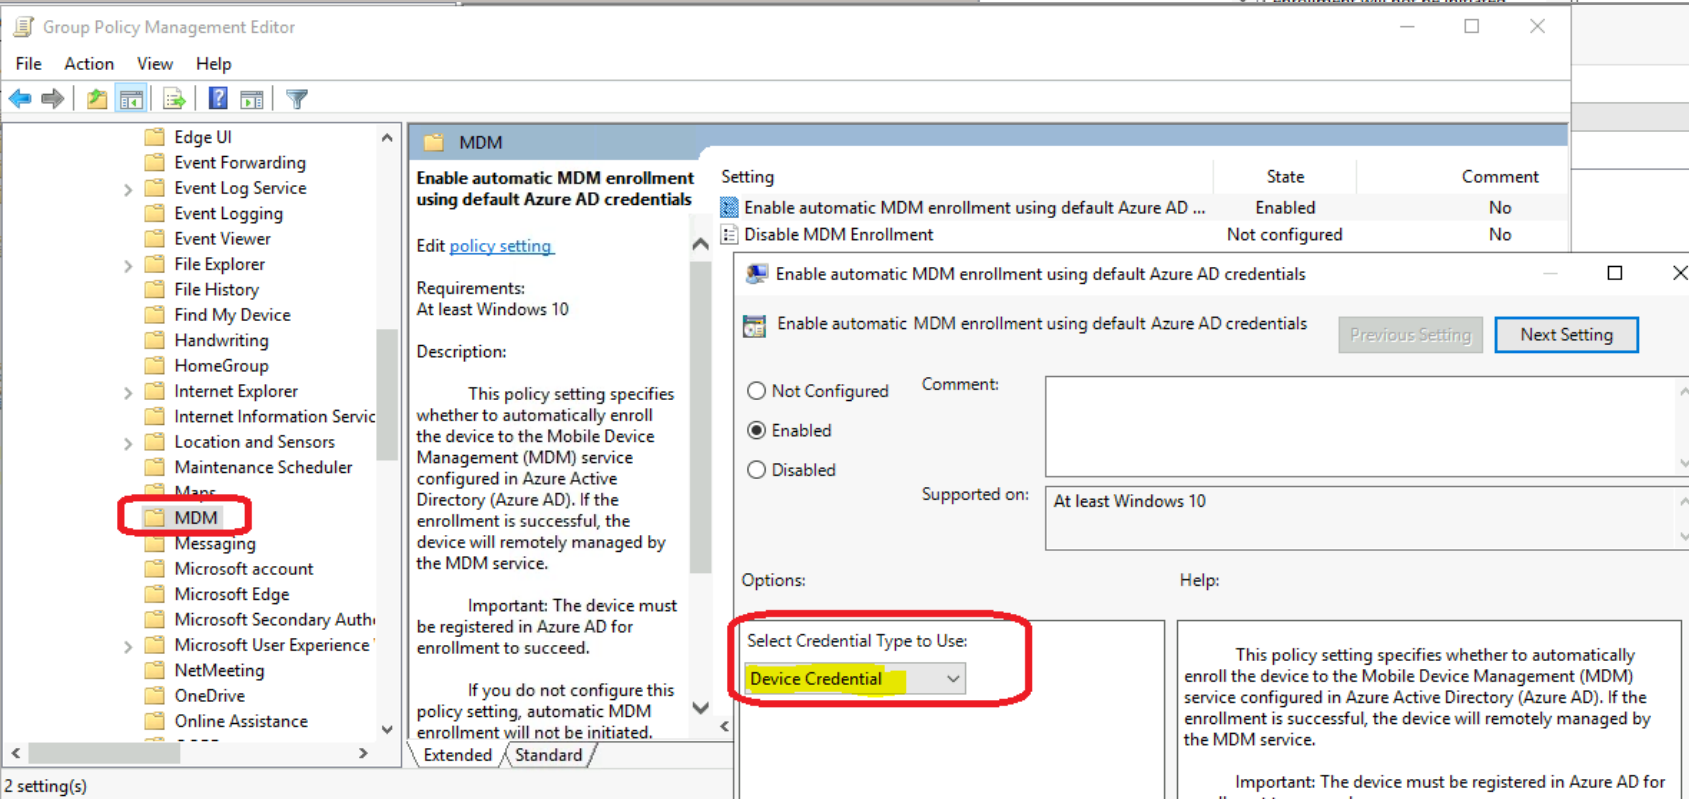 enrollment will not be initiated.
Group Policy Management Editor
File Action View Help
Edge UI
Event Forwarding
Event Log Service
Event Logging
Event Viewer
File Explorer
File History
Find My Device
Handwriting
HomeGroup
Internet Explorer
Internet Information Servic
Location and Sensors
Maintenance Scheduler
Maps
MDM
Messaging
Microsoft account
Microsoft Edge
Microsoft Secondary Auth
Microsoft User Experience
NetMeeting
OneDrive
Online Assistance
MDM
Enable automatic MDM enrollment
using default Azure AD credentials
Edit policy setting
Requirements:
At least Windows 10
Description:
This policy setting specifies
whether to automatically enroll
the device to the Mobile Device
Management (MDM) service
configured in Azure Active
Directory (Azure AD). If the
enrollment is successful, the
device will remotely managed by
the MDM service.
Important: The device must
be registered in Azure AD for
enrollment to succeed.
If you do not configure this
policy setting, automatic MDM
enrollment will not be initiated.
Extended Standard
2 setting(s)
Setting State Comment
Enable automatic MDM enrollment using default Azure AD ... Enabled No
Disable MDM Enrollment Not configured No
Enable automatic MDM enrollment using default Azure AD credentials
Enable automatic MDM enrollment using default Azure AD credentials
Previous Setting Next Setting
Not Configured
Enabled
Disabled
Comment:
Supported on:
At least Windows 10
Options:
Help:
Select Credential Type to Use:
Device Credential
This policy setting specifies whether to automatically
enroll the device to the Mobile Device Management (MDM)
service configured in Azure Active Directory (Azure AD). If the
enrollment is successful, the device will remotely managed by
the MDM service.
Important: The device must be registered in Azure AD for